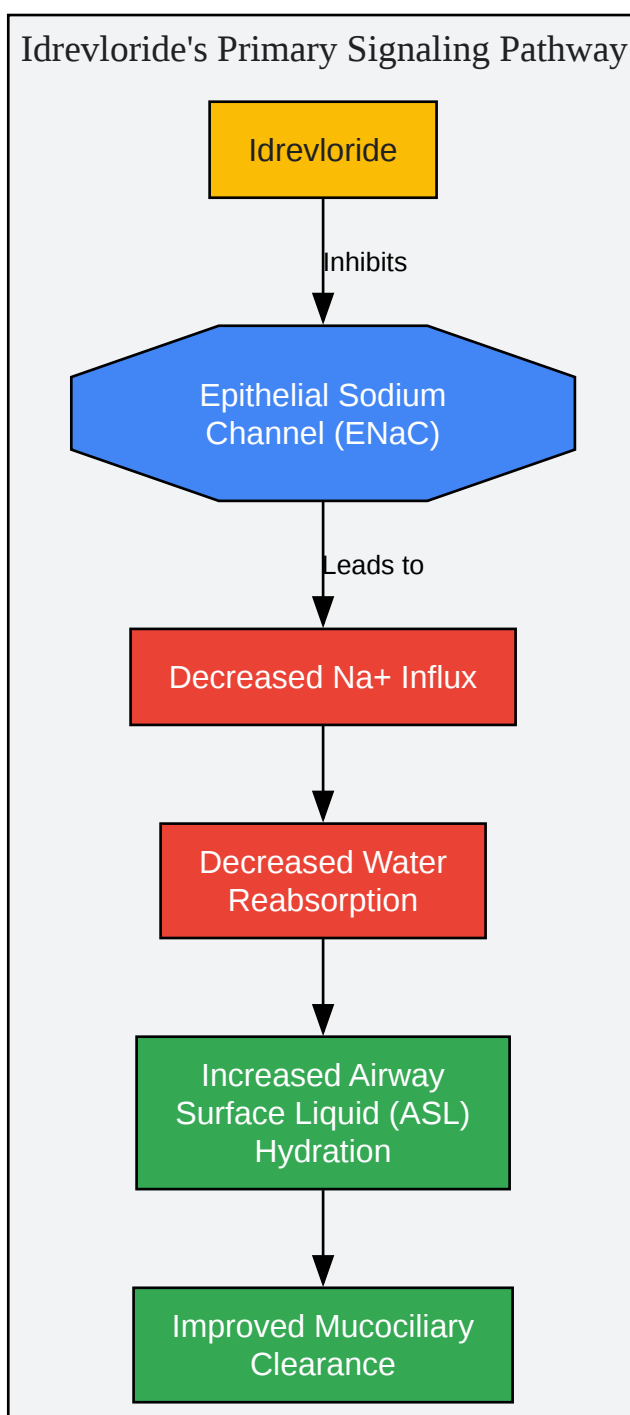 Idrevloride's Primary Signaling Pathway
Idrevloride
Inhibits
Epithelial Sodium
Channel (ENaC)
Leads to
Decreased Na+ Influx
Decreased Water
Reabsorption
Increased Airway
Surface Liquid (ASL)
Hydration
Improved Mucociliary
Clearance